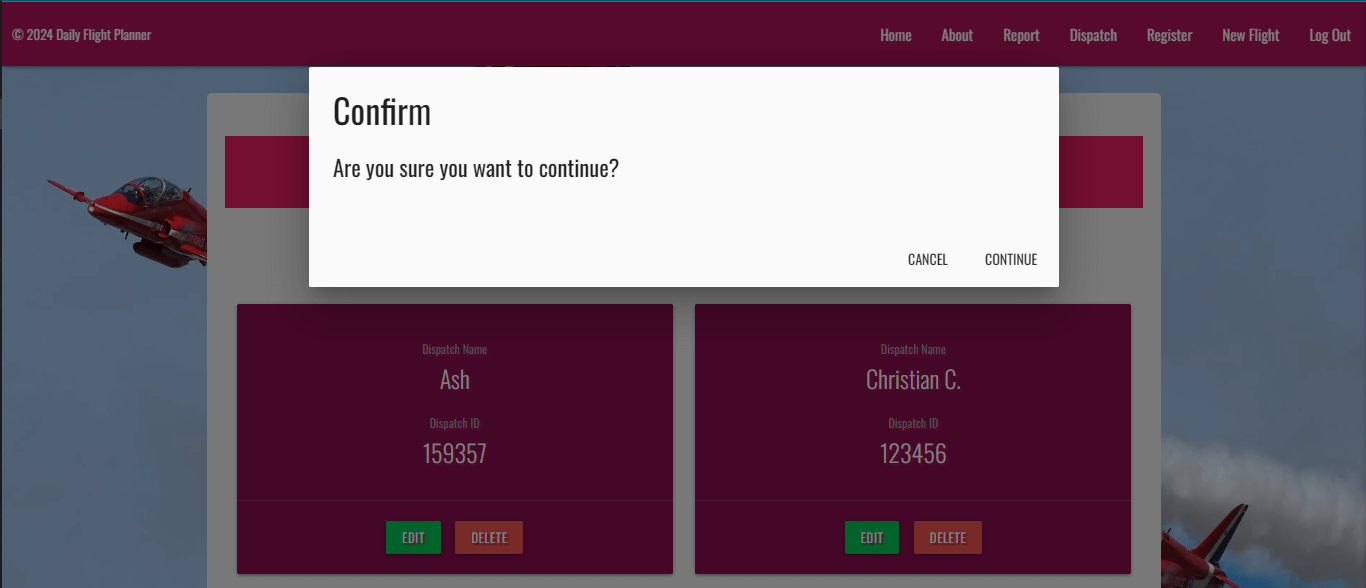 © 2024 Daily Flight Planner
Home About Report Dispatch Register New Flight Log Out
Confirm
Are you sure you want to continue?
CANCEL CONTINUE
Dispatch Name
Ash
Dispatch ID
159357
EDIT DELETE
Dispatch Name
Christian C.
Dispatch ID
123456
EDIT DELETE